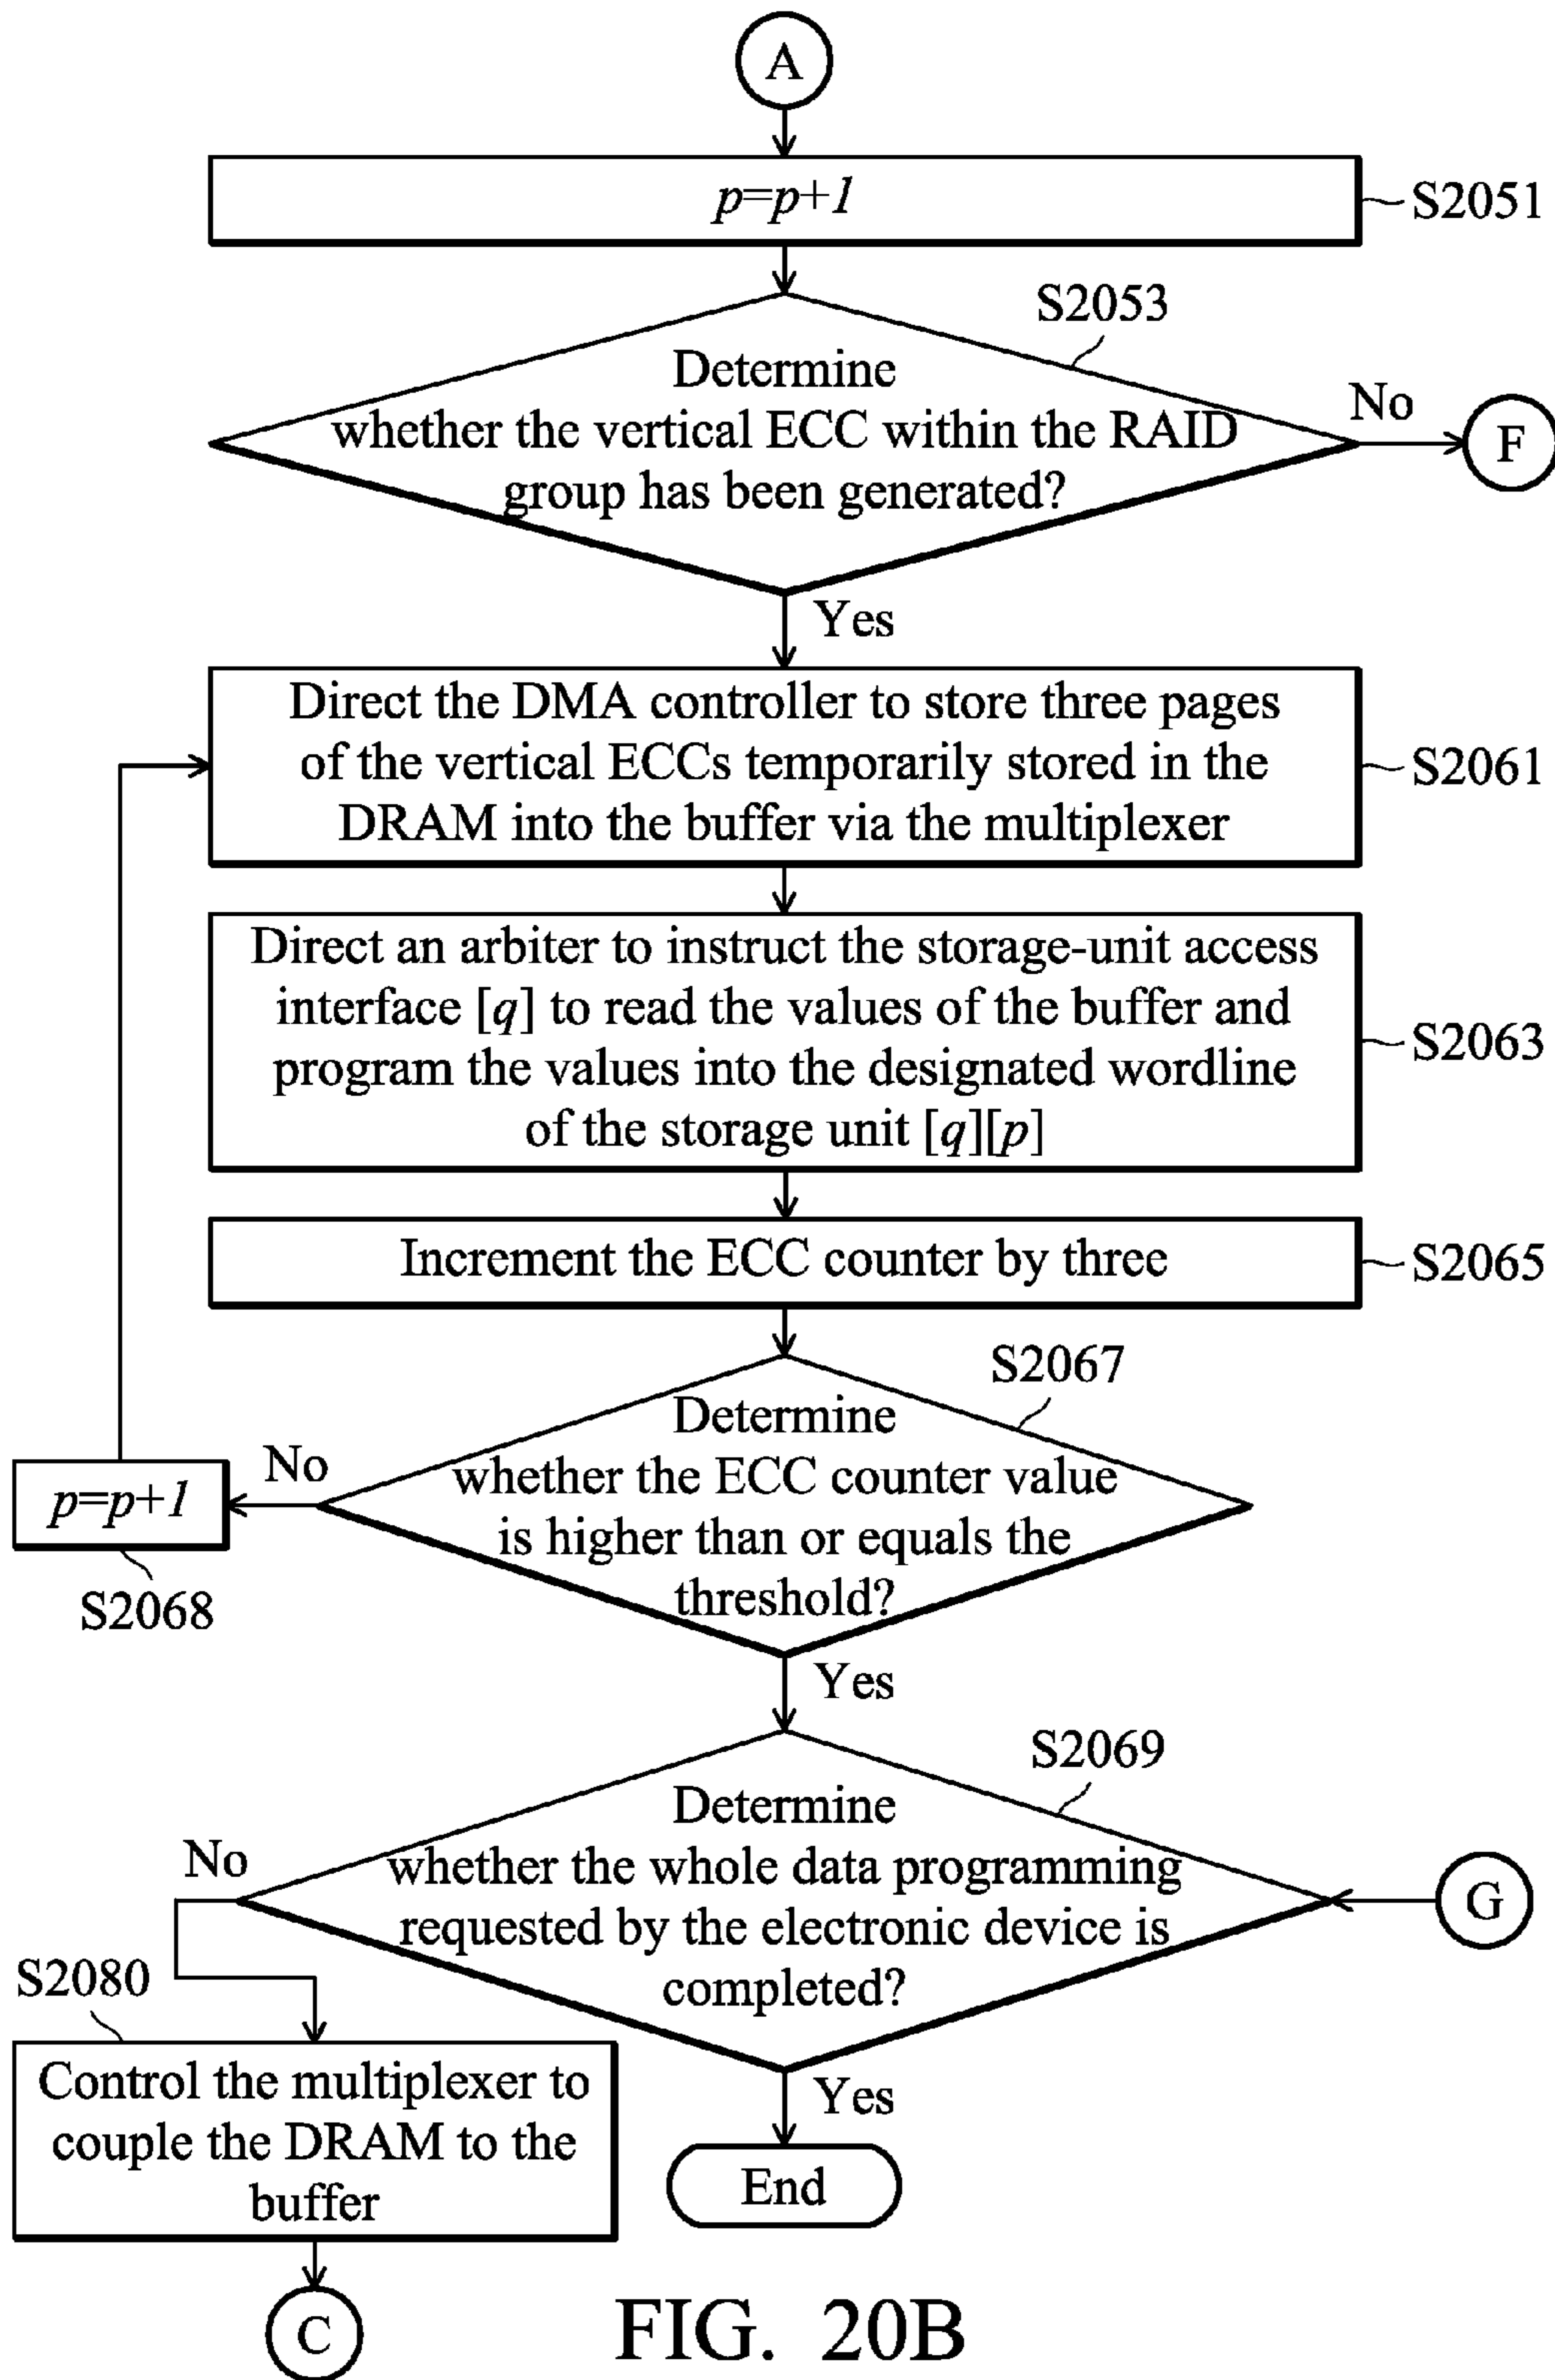 A
p=p+1
S2051
S2053
Determine
whether the vertical ECC within the RAID
group has been generated?
No
F
Yes
Direct the DMA controller to store three pages
of the vertical ECCs temporarily stored in the
DRAM into the buffer via the multiplexer
S2061
Direct an arbiter to instruct the storage-unit access
interface [q] to read the values of the buffer and
program the values into the designated wordline
of the storage unit [q][p]
S2063
Increment the ECC counter by three
S2065
S2067
Determine
whether the ECC counter value
is higher than or equals the
threshold?
No
p=p+1
S2068
Yes
S2069
Determine
whether the whole data programming
requested by the electronic device is
completed?
No
G
S2080
Control the multiplexer to
couple the DRAM to the
buffer
Yes
End
C
FIG. 20B